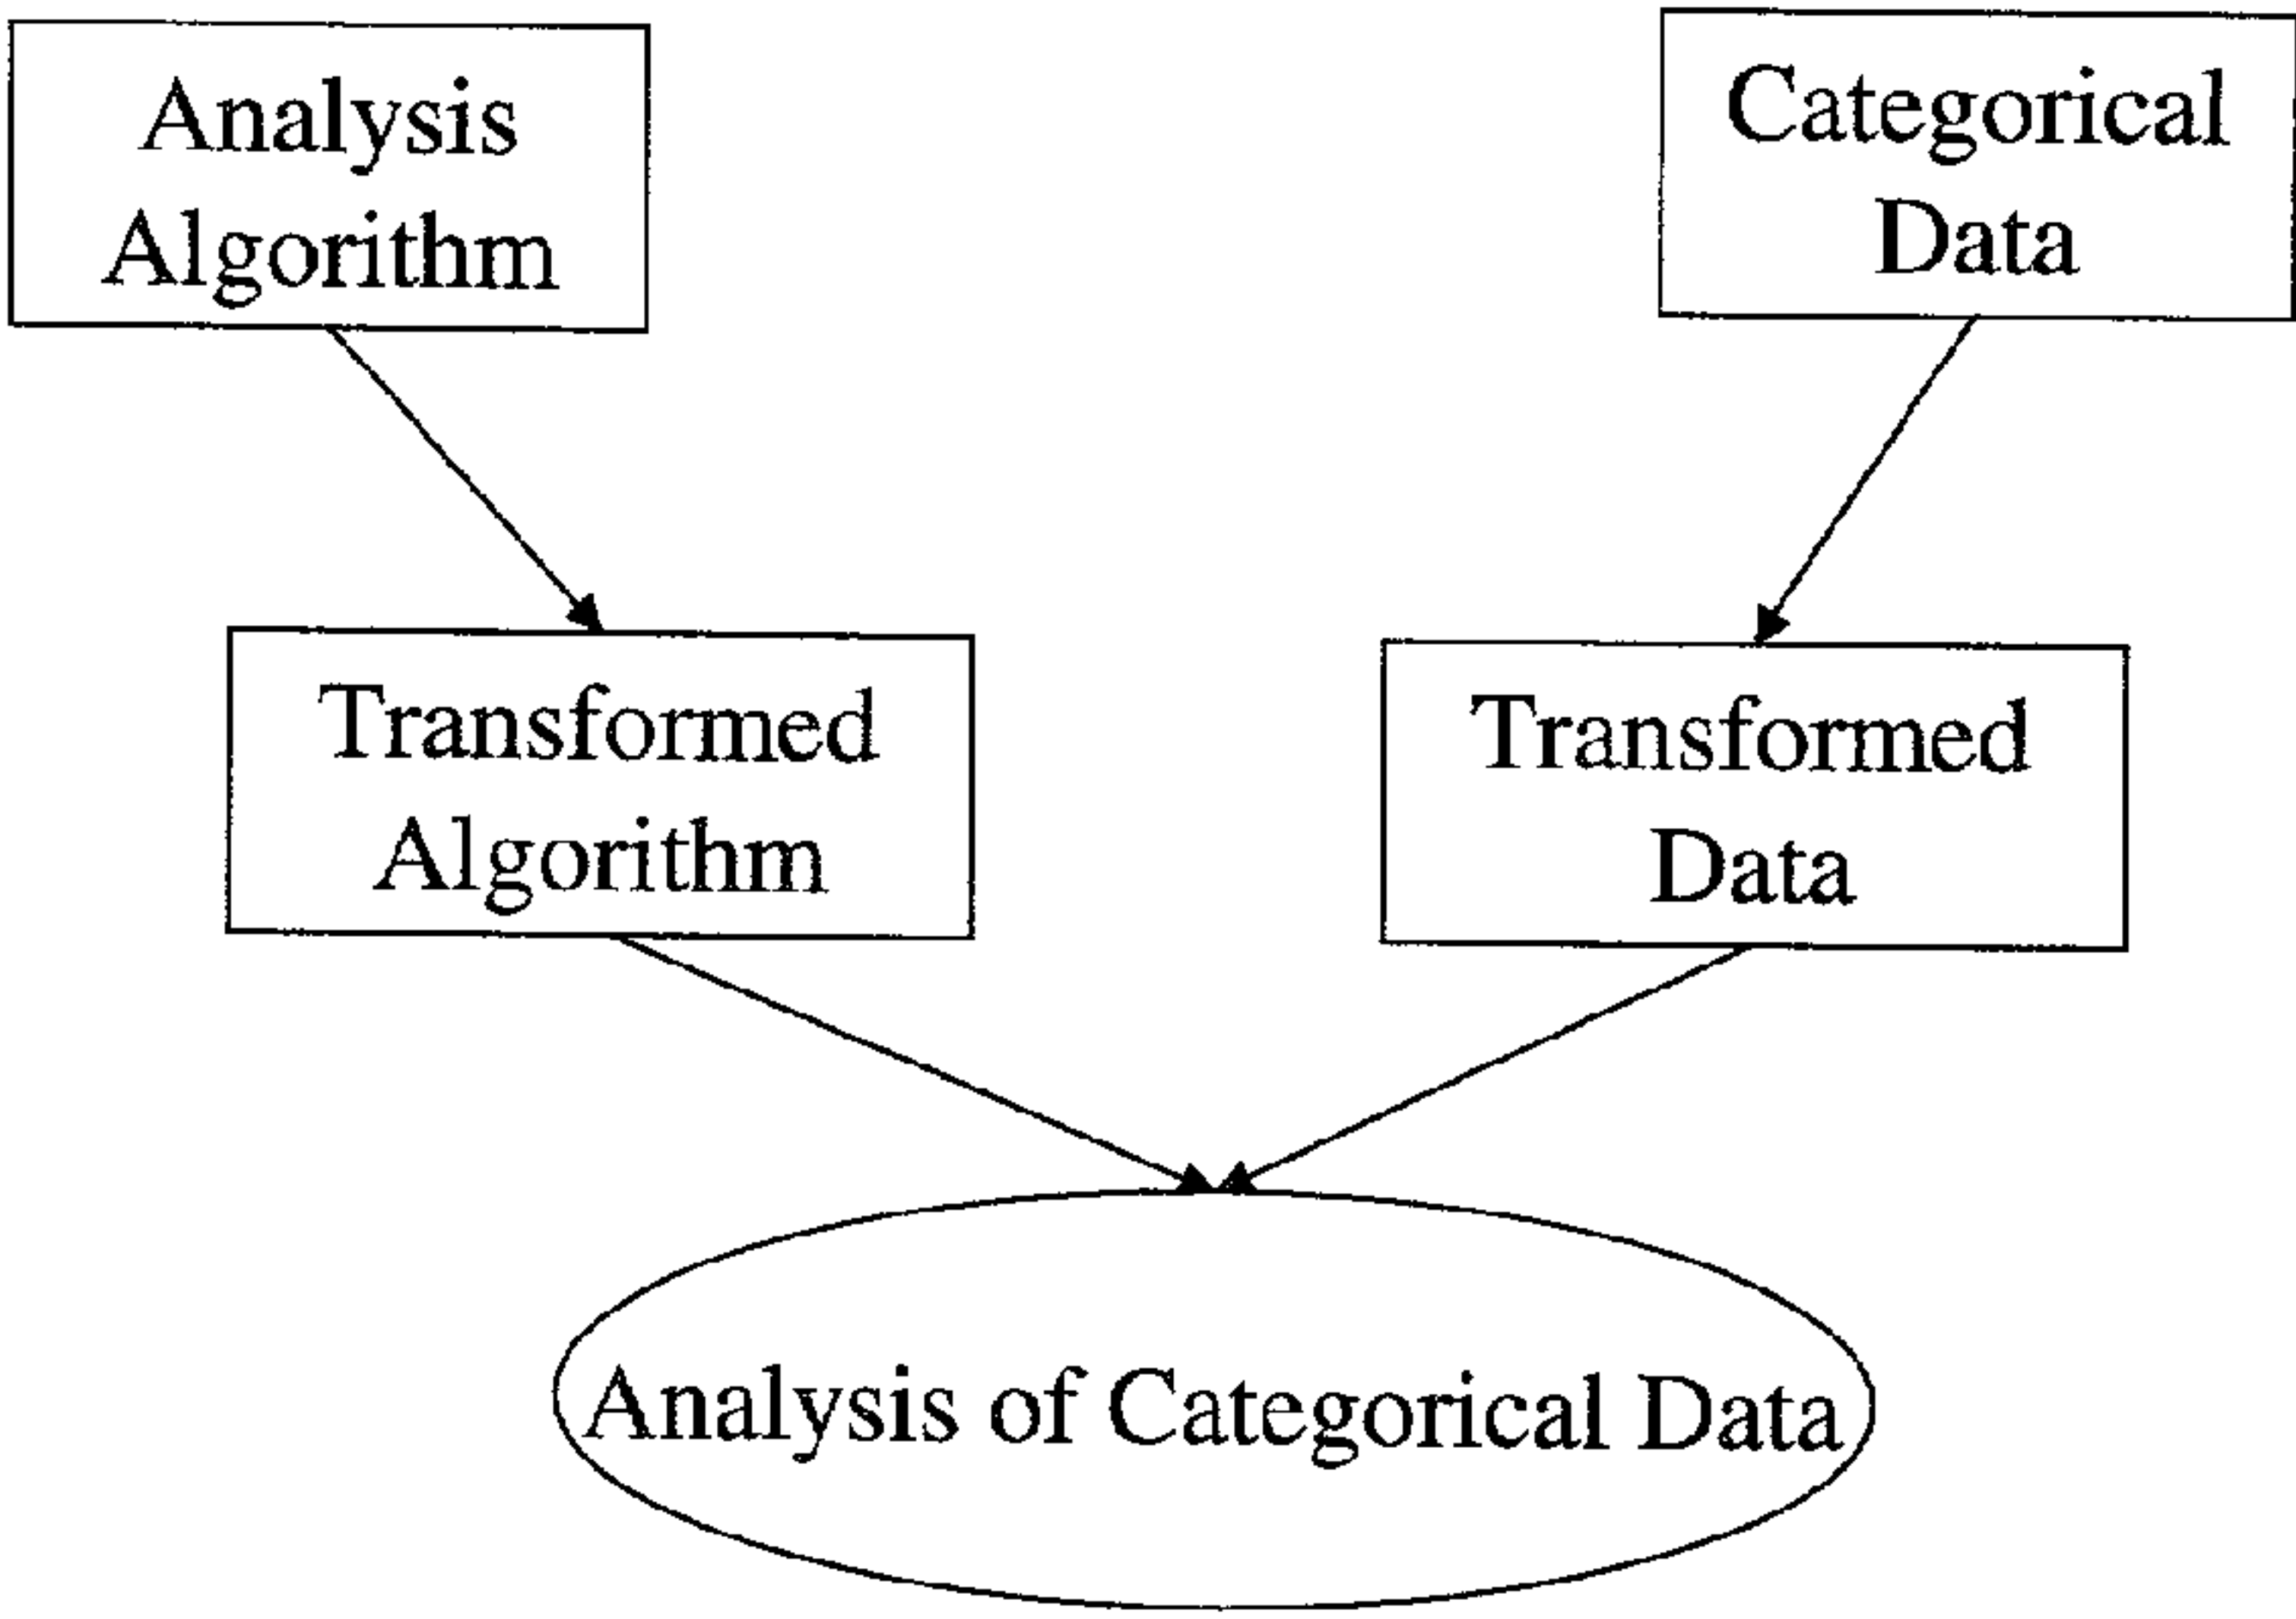 Analysis
Algorithm
Categorical
Data
Transformed
Algorithm
Transformed
Data
Analysis of Categorical Data